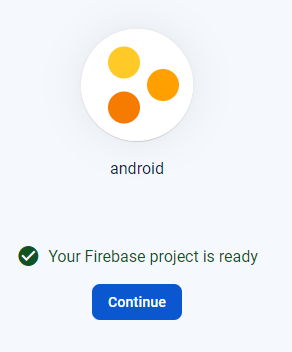 android
Your Firebase project is ready
Continue